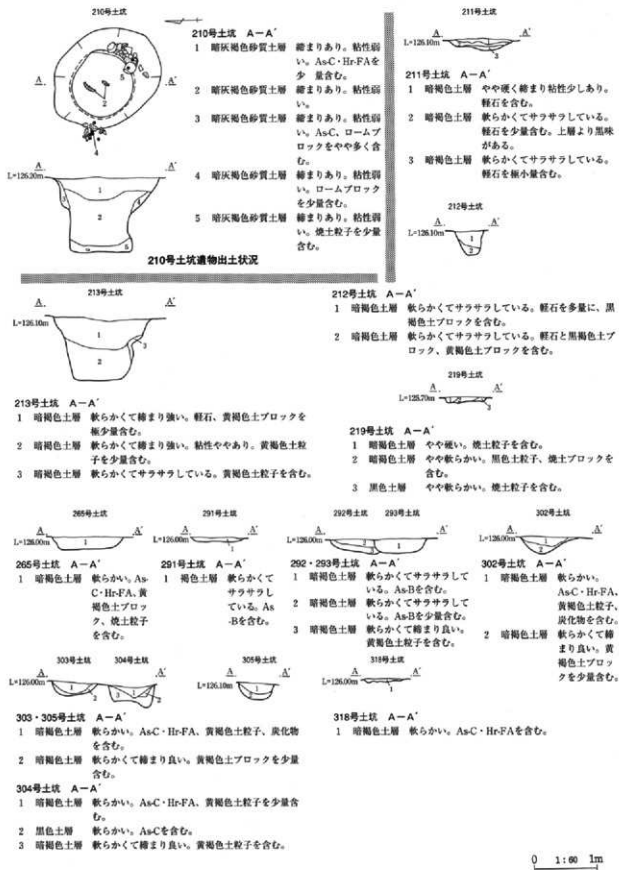 210号土坑
A
A′
5
2
4
L=126.20m
A
A′
1
2
3
4
5
210号土坑遺物出土状況
210号土坑 A－A′
1 暗灰褐色砂質土層 締まりあり。粘性弱
い。As-C・Hr-FAを
少 量含む。
2 暗灰褐色砂質土層 締まりあり。粘性弱
い。
3 暗灰褐色砂質土層 締まりあり。粘性弱
い。As-C、ロームブ
ロックをやや多く含
む。
4 暗灰褐色砂質土層 締まりあり。粘性弱
い。ロームブロック
を少量含む。
5 暗灰褐色砂質土層 締まりあり。粘性弱
い。焼土粒子を少量
含む。
211号土坑
A
A′
L=126.10m
3
211号土坑 A－A′
1 暗褐色土層 やや硬く締まり粘性少しあり。
軽石を含む。
2 暗褐色土層 軟らかくてサラサラしている。
軽石を少量含む。上層より黒味
がある。
3 暗褐色土層 軟らかくてサラサラしている。
軽石を極小量含む。
212号土坑
A
A′
L=126.10m
1
2
212号土坑 A－A′
1 暗褐色土層 軟らかくてサラサラしている。軽石を多量に、黒
褐色土ブロックを含む。
2 暗褐色土層 軟らかくてサラサラしている。軽石と黒褐色土ブ
ロック、黄褐色土ブロックを含む。
213号土坑
A
A′
L=126.10m
1
2
3
213号土坑 A－A′
1 暗褐色土層 軟らかくて締まり強い。軽石、黄褐色土ブロックを
極少量含む。
2 暗褐色土層 軟らかくて締まり強い。粘性ややあり。黄褐色土粒
子を少量含む。
3 暗褐色土層 軟らかくてサラサラしている。黄褐色土粒子を含む。
219号土坑
A
A′
L=125.70m
3
219号土坑 A－A′
1 暗褐色土層 やや硬い。焼土粒子を含む。
2 暗褐色土層 やや軟らかい。黒色土粒子、焼土ブロックを
含む。
3 黒色土層 やや軟らかい。焼土粒子を含む。
265号土坑
A
A′
L=126.00m
1
265号土坑 A－A′
1 暗褐色土層 軟らかい。As-
C・Hr-FA、黄
褐色土ブロッ
ク、焼土粒子
を含む。
291号土坑
A
A′
L=126.00m
1
291号土坑 A－A′
1 褐色土層 軟らかくて
サラサラし
ている。As
-Bを含む。
292号土坑 293号土坑
A
A′
L=126.00m
2
3
1
292・293号土坑 A－A′
1 暗褐色土層 軟らかくてサラサラして
いる。As-Bを含む。
2 暗褐色土層 軟らかくてサラサラして
いる。As-Bを少量含む。
3 暗褐色土層 軟らかくて締まり良い。
黄褐色土粒子を含む。
302号土坑
A
A′
L=126.00m
1
2
302号土坑 A－A′
1 暗褐色土層 軟らかい。
As-C・Hr-FA、
黄褐色土粒子、
炭化物を含む。
2 暗褐色土層 軟らかくて締
まり良い。黄
褐色土ブロッ
クを少量含む。
303号土坑 304号土坑
A
A′
L=126.00m
1
2
3
1
2
305号土坑
A
A′
L=126.10m
1
303・305号土坑 A－A′
1 暗褐色土層 軟らかい。As-C・Hr-FA、黄褐色土粒子、炭化物
を含む。
2 暗褐色土層 軟らかくて締まり良い。黄褐色土ブロックを少量
含む。
304号土坑 A－A′
1 暗褐色土層 軟らかい。As-C・Hr-FA、黄褐色土粒子を少量含
む。
2 黒色土層 軟らかい。As-Cを含む。
3 暗褐色土層 軟らかくて締まり良い。黄褐色土粒子を含む。
318号土坑
A
A′
L=126.00m
1
318号土坑 A－A′
1 暗褐色土層 軟らかい。As-C・Hr-FAを含む。
0 1:60 1m